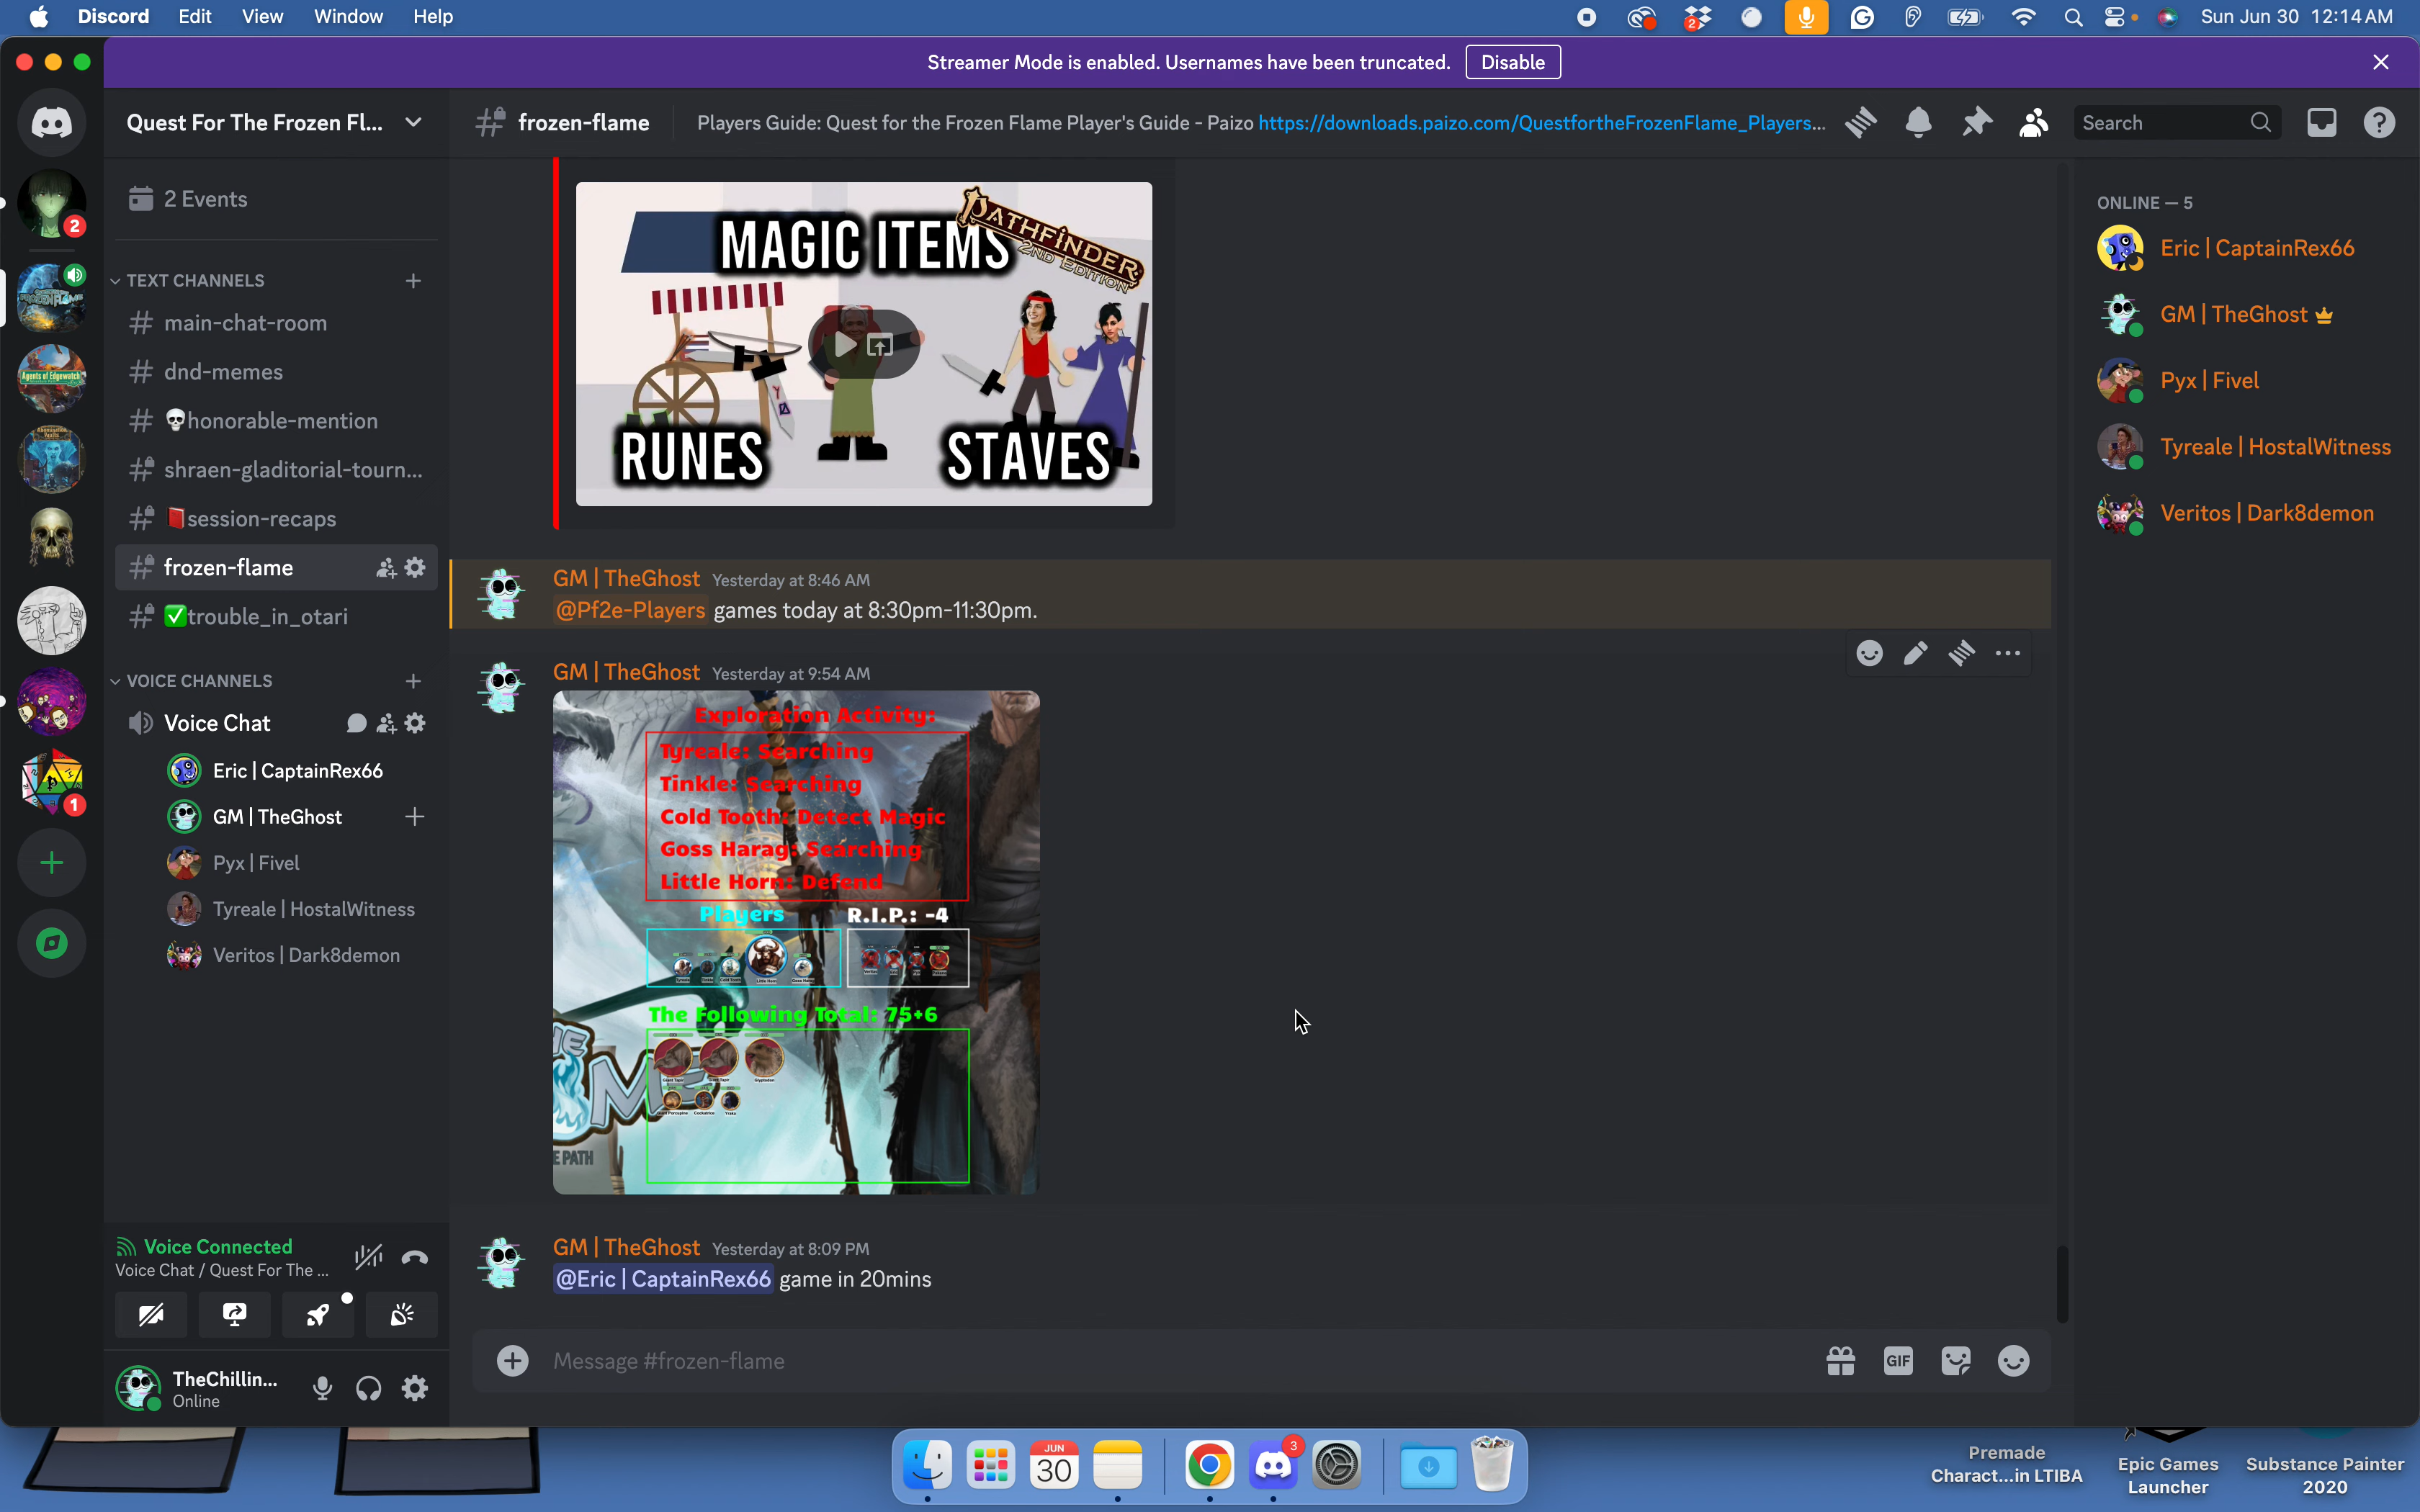 Discord Edit View Window Help
2
Sun Jun 30 12:14 AM
Streamer Mode is enabled. Usernames have been truncated. Disable
Quest For The Frozen Fl...
frozen-flame
Players Guide: Quest for the Frozen Flame Player's Guide - Paizo https://downloads.paizo.com/QuestfortheFrozenFlame_Players...
Search
2 Events
TEXT CHANNELS
main-chat-room
dnd-memes
honorable-mention
shraen-gladitorial-tourn...
session-recaps
frozen-flame
trouble_in_otari
VOICE CHANNELS
Voice Chat
Eric | CaptainRex66
GM | TheGhost
Pyx | Fivel
Tyreale | HostalWitness
Veritos | Dark8demon
2
Agents of Edgewatch
1
Voice Connected
Voice Chat / Quest For The ...
TheChillin...
Online
MAGIC ITEMS
PATHFINDER
2ND EDITION
RUNES
STAVES
GM | TheGhost Yesterday at 8:46 AM
@Pf2e-Players games today at 8:30pm-11:30pm.
GM | TheGhost Yesterday at 9:54 AM
Exploration Activity:
Tyreale: Searching
Tinkle: Searching
Cold Tooth: Detect Magic
Goss Harag: Searching
Little Horn: Defend
Players
R.I.P.: -4
The Following Total: 75+6
E PATH
GM | TheGhost Yesterday at 8:09 PM
@Eric | CaptainRex66 game in 20mins
Message #frozen-flame
GIF
ONLINE — 5
Eric | CaptainRex66
GM | TheGhost
Pyx | Fivel
Tyreale | HostalWitness
Veritos | Dark8demon
JUN
30
3
Premade
Charact...in LTIBA
Epic Games
Launcher
Substance Painter
2020